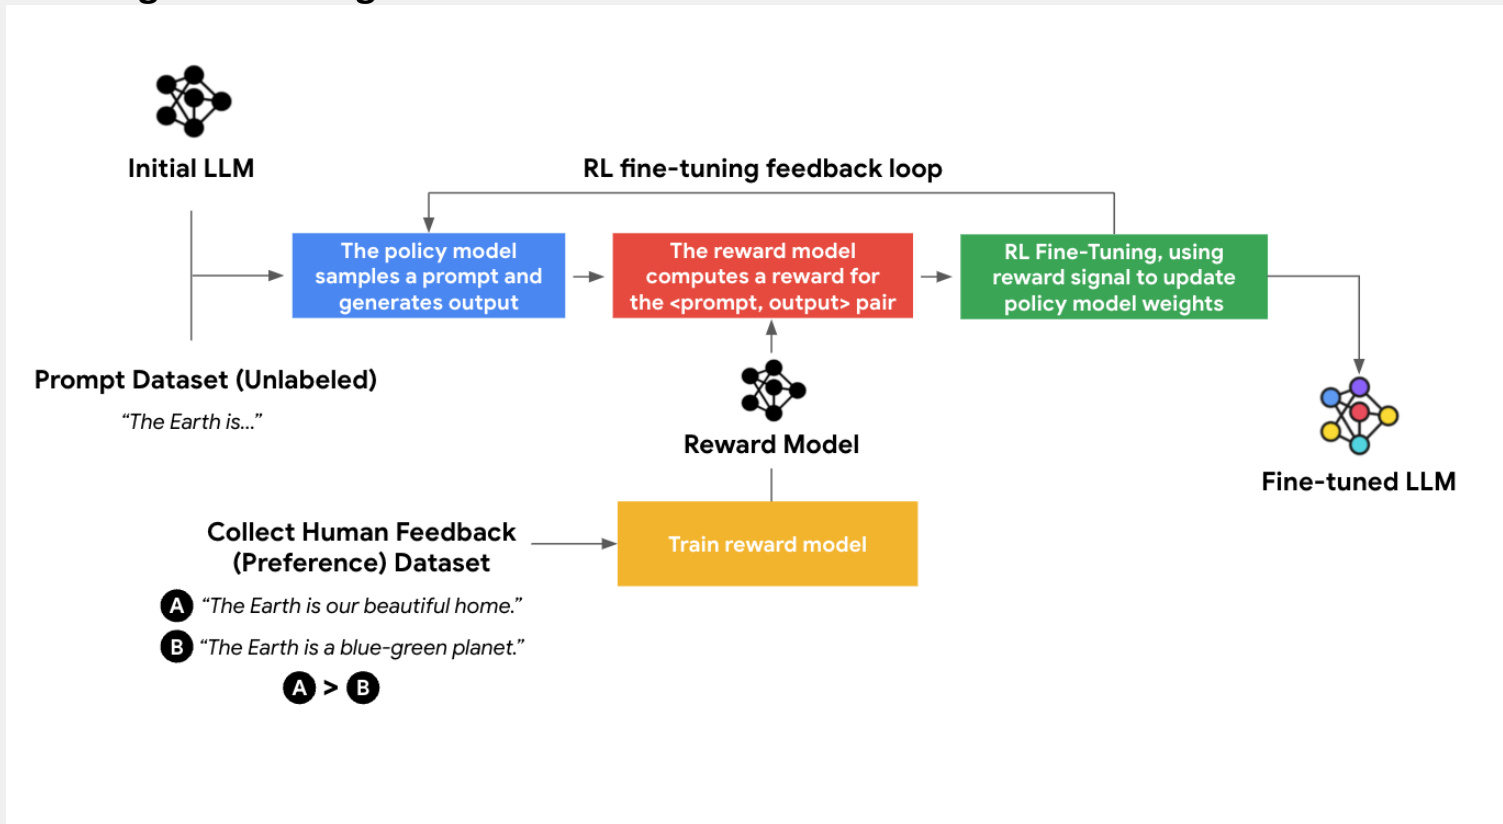 Initial LLM
RL fine-tuning feedback loop
The policy model
samples a prompt and
generates output
The reward model
computes a reward for
the <prompt, output> pair
RL Fine-Tuning, using
reward signal to update
policy model weights
Prompt Dataset (Unlabeled)
“The Earth is...”
Reward Model
Fine-tuned LLM
Collect Human Feedback
(Preference) Dataset
Train reward model
A “The Earth is our beautiful home.”
B “The Earth is a blue-green planet.”
A > B